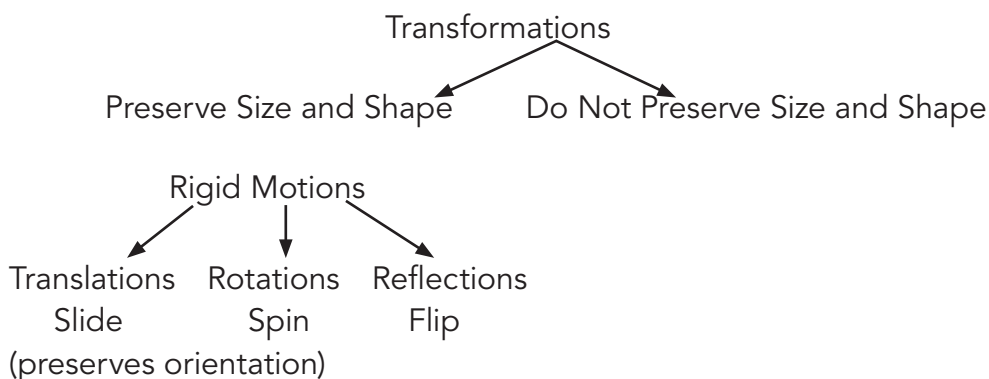 Transformations
Preserve Size and Shape Do Not Preserve Size and Shape
Rigid Motions
Translations Rotations Reflections
Slide Spin Flip
(preserves orientation)